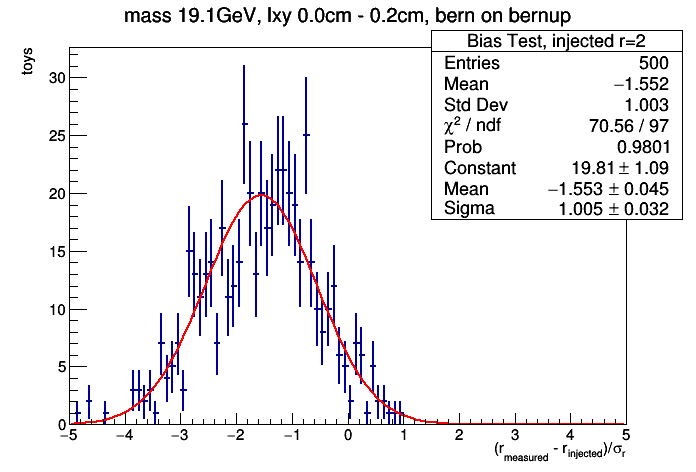 mass 19.1GeV, lxy 0.0cm - 0.2cm, bern on bernup
toys
Bias Test, injected r=2
Entries 500
Mean −1.552
Std Dev 1.003
χ² / ndf 70.56 / 97
Prob 0.9801
Constant 19.81 ± 1.09
Mean −1.553 ± 0.045
Sigma 1.005 ± 0.032
30
25
20
15
10
5
0
−5 −4 −3 −2 −1 0 1 2 3 4 5
(r_measured - r_injected)/σ_r